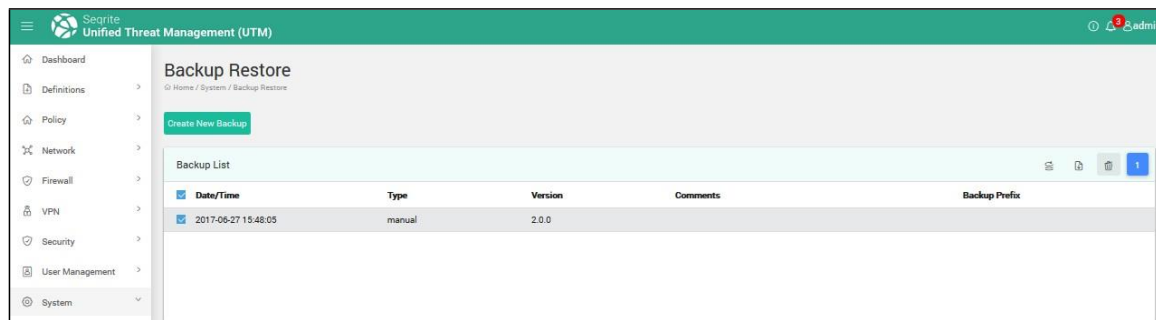 Seqrite
Unified Threat Management (UTM)
3
admi
Dashboard
Definitions
Policy
Network
Firewall
VPN
Security
User Management
System
Backup Restore
Home / System / Backup Restore
Create New Backup
Backup List
1
Date/Time Type Version Comments Backup Prefix
2017-06-27 15:48:05 manual 2.0.0